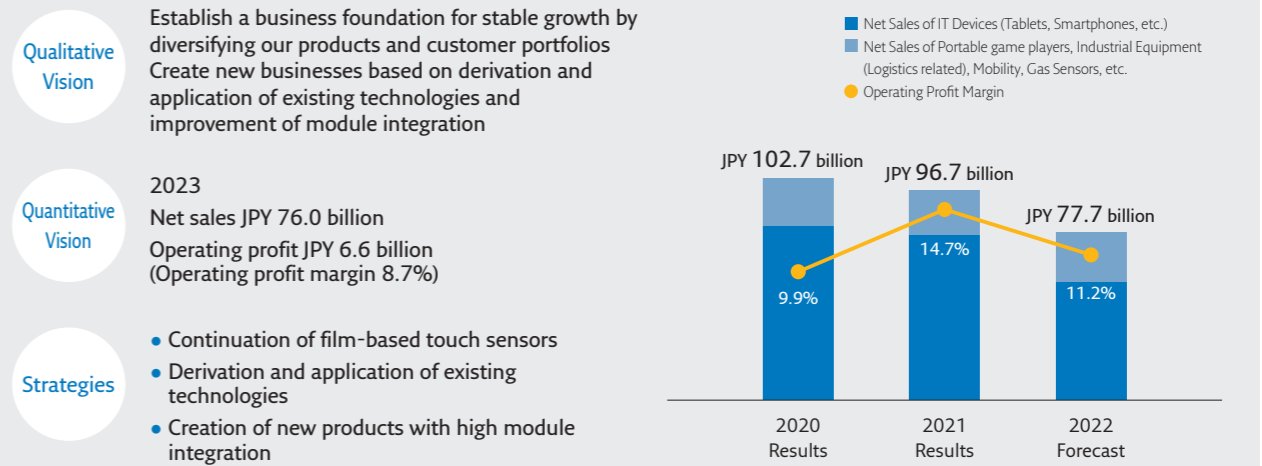 Qualitative
Vision
Establish a business foundation for stable growth by
diversifying our products and customer portfolios
Create new businesses based on derivation and
application of existing technologies and
improvement of module integration
Quantitative
Vision
2023
Net sales JPY 76.0 billion
Operating profit JPY 6.6 billion
(Operating profit margin 8.7%)
Strategies
● Continuation of film-based touch sensors
● Derivation and application of existing
technologies
● Creation of new products with high module
integration
Net Sales of IT Devices (Tablets, Smartphones, etc.)
Net Sales of Portable game players, Industrial Equipment
(Logistics related), Mobility, Gas Sensors, etc.
Operating Profit Margin
JPY 102.7 billion
JPY 96.7 billion
JPY 77.7 billion
9.9%
14.7%
11.2%
2020
Results
2021
Results
2022
Forecast